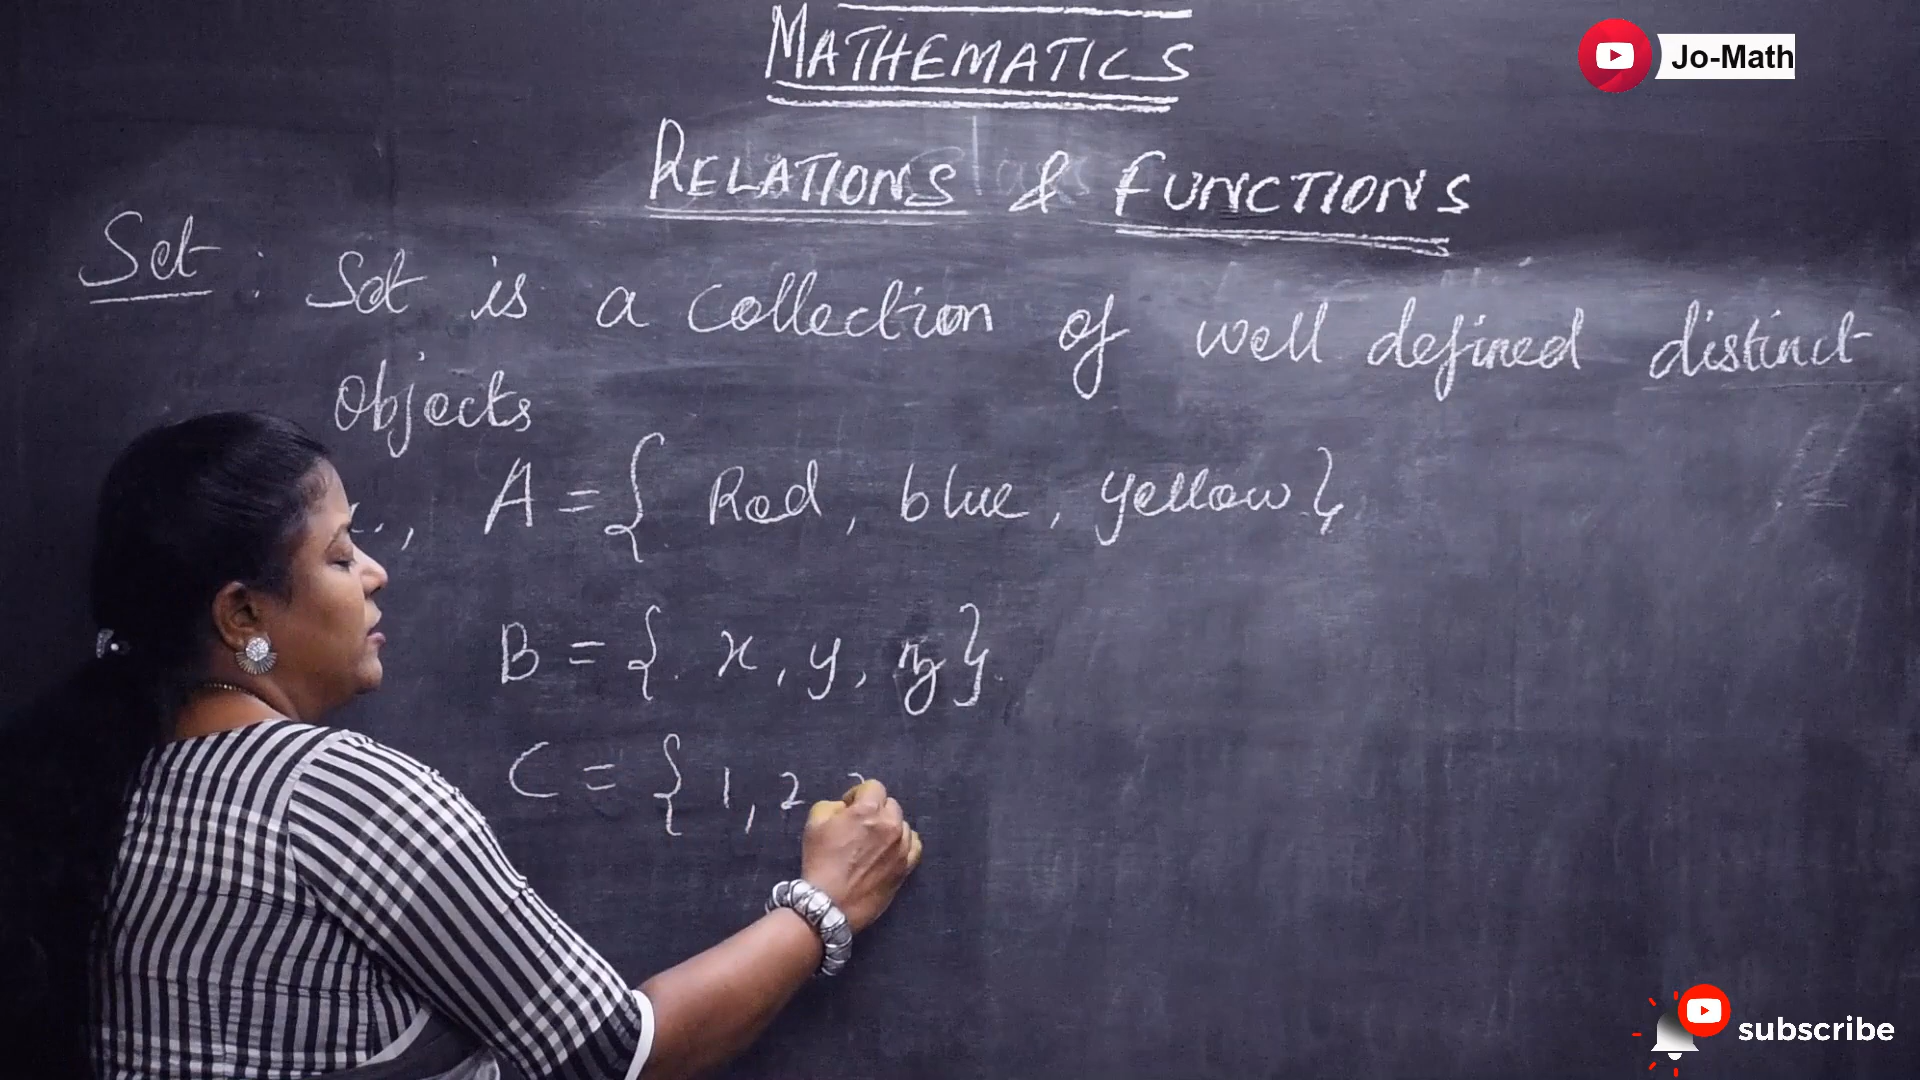 MATHEMATICS
Jo-Math
RELATIONS & FUNCTIONS
Set : Set is a collection of well defined distinct
objects
A = { Red, blue, yellow }
B = { x, y, z }
C = { 1, 2
subscribe